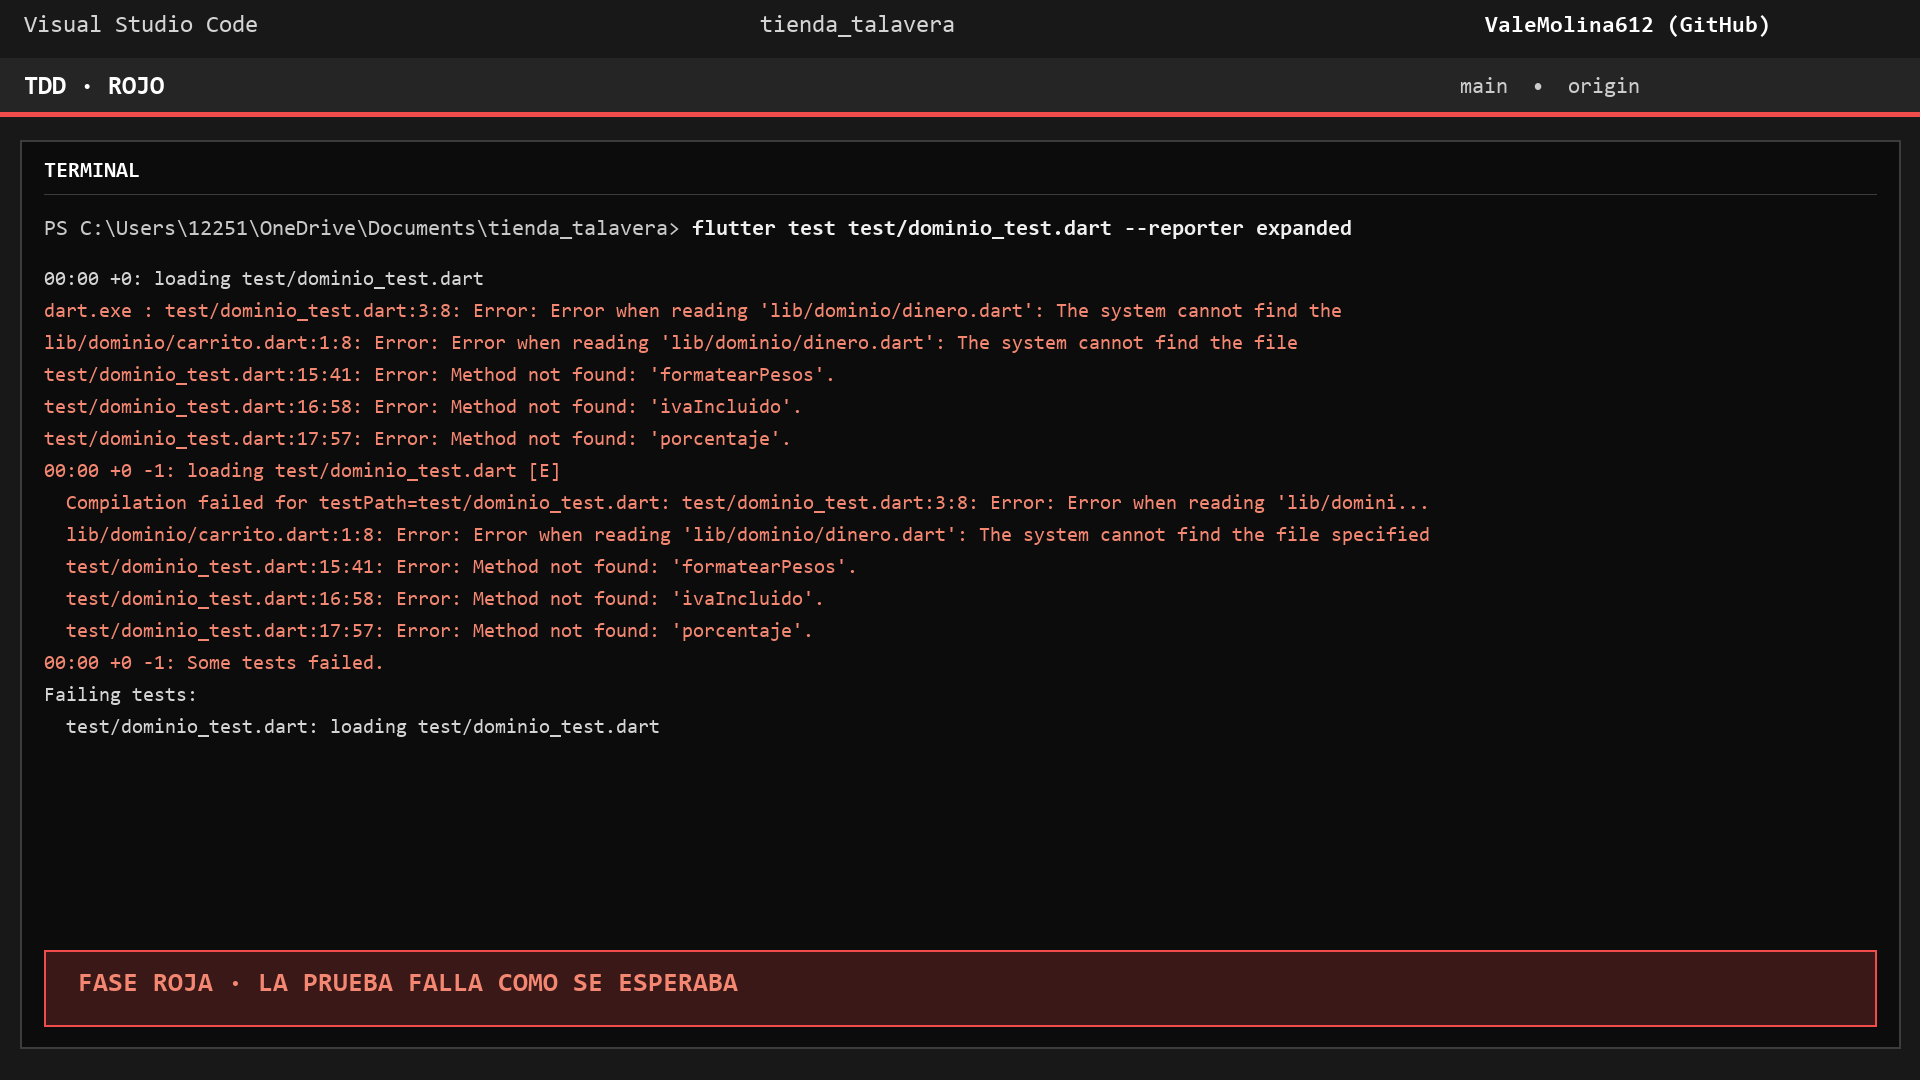 Visual Studio Code tienda_talavera ValeMolina612 (GitHub)
TDD · ROJO main • origin
TERMINAL
PS C:\Users\12251\OneDrive\Documents\tienda_talavera> flutter test test/dominio_test.dart --reporter expanded
00:00 +0: loading test/dominio_test.dart
dart.exe : test/dominio_test.dart:3:8: Error: Error when reading 'lib/dominio/dinero.dart': The system cannot find the
lib/dominio/carrito.dart:1:8: Error: Error when reading 'lib/dominio/dinero.dart': The system cannot find the file
test/dominio_test.dart:15:41: Error: Method not found: 'formatearPesos'.
test/dominio_test.dart:16:58: Error: Method not found: 'ivaIncluido'.
test/dominio_test.dart:17:57: Error: Method not found: 'porcentaje'.
00:00 +0 -1: loading test/dominio_test.dart [E]
  Compilation failed for testPath=test/dominio_test.dart: test/dominio_test.dart:3:8: Error: Error when reading 'lib/domini...
  lib/dominio/carrito.dart:1:8: Error: Error when reading 'lib/dominio/dinero.dart': The system cannot find the file specified
  test/dominio_test.dart:15:41: Error: Method not found: 'formatearPesos'.
  test/dominio_test.dart:16:58: Error: Method not found: 'ivaIncluido'.
  test/dominio_test.dart:17:57: Error: Method not found: 'porcentaje'.
00:00 +0 -1: Some tests failed.
Failing tests:
  test/dominio_test.dart: loading test/dominio_test.dart
FASE ROJA · LA PRUEBA FALLA COMO SE ESPERABA